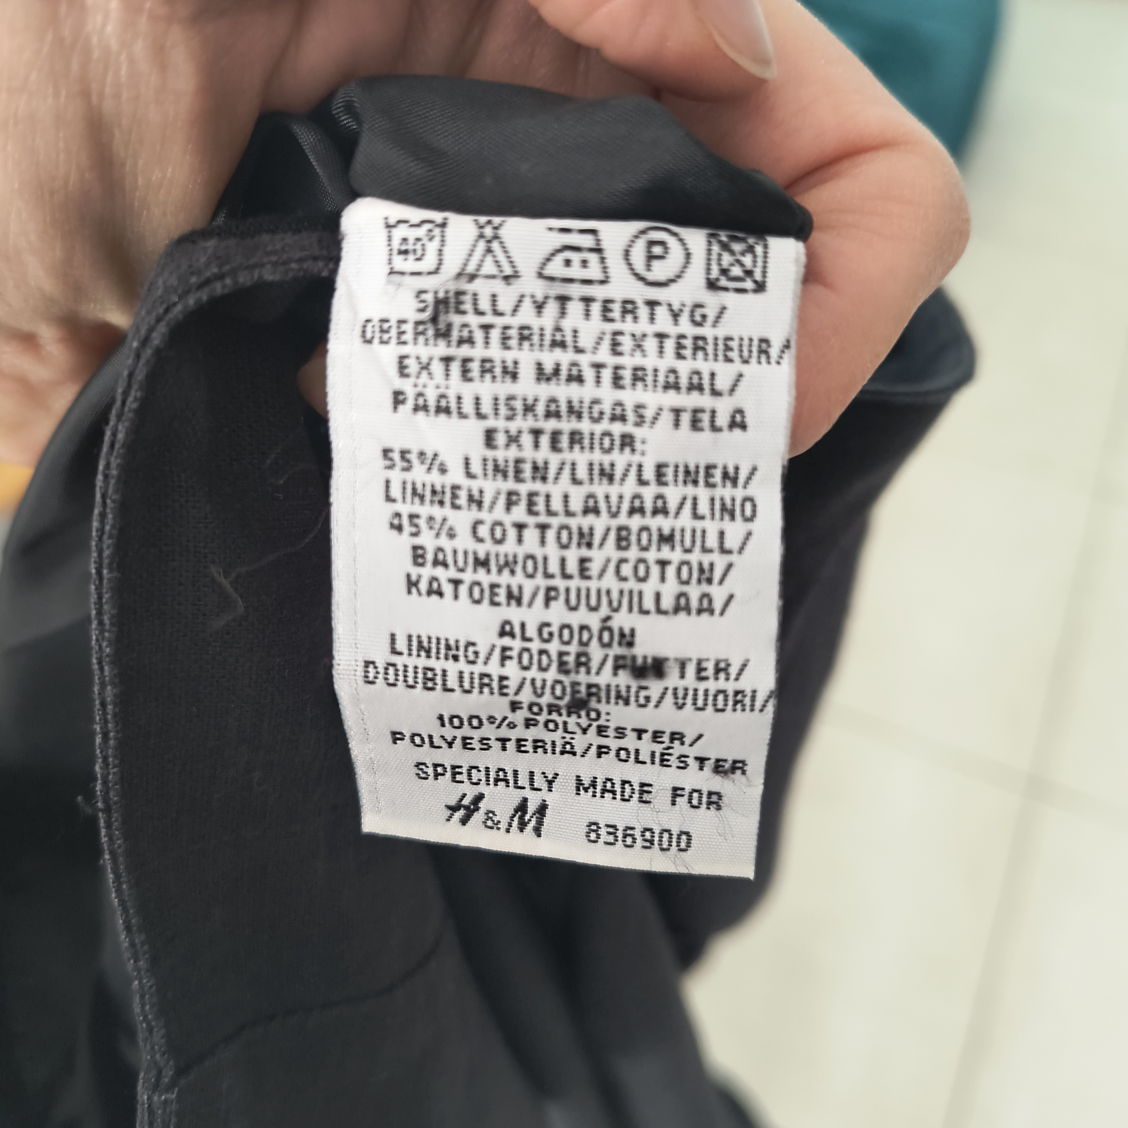 40°
P
SHELL/YTTERTYG/
OBERMATERIAL/EXTERIEUR/
EXTERN MATERIAAL/
PÄÄLLISKANGAS/TELA
EXTERIOR:
55% LINEN/LIN/LEINEN/
LINNEN/PELLAVAA/LINO
45% COTTON/BOMULL/
BAUMWOLLE/COTON/
KATOEN/PUUVILLAA/
ALGODÓN
LINING/FODER/FUTTER/
DOUBLURE/VOERING/VUORI/
FORRO:
100% POLYESTER/
POLYESTERIÄ/POLIÉSTER
SPECIALLY MADE FOR
H&M 836900